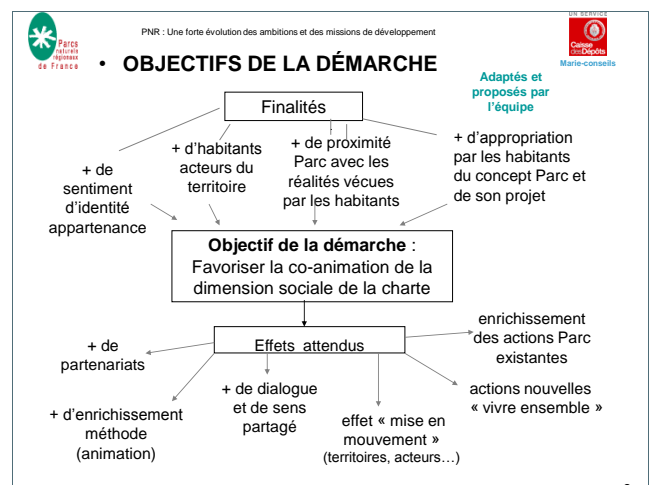 PNR : Une forte évolution des ambitions et des missions de développement
Parcs
naturels
régionaux
de France
UN SERVICE
Caisse
des Dépôts
Marie-conseils
• OBJECTIFS DE LA DÉMARCHE
Adaptés et
proposés par
l'équipe
Finalités
+ de
sentiment
d'identité
appartenance
+ d'habitants
acteurs du
territoire
+ de proximité
Parc avec les
réalités vécues
par les habitants
+ d'appropriation
par les habitants
du concept Parc et
de son projet
Objectif de la démarche :
Favoriser la co-animation de la
dimension sociale de la charte
Effets attendus
+ de
partenariats
+ d'enrichissement
méthode
(animation)
+ de dialogue
et de sens
partagé
effet « mise en
mouvement »
(territoires, acteurs…)
enrichissement
des actions Parc
existantes
actions nouvelles
« vivre ensemble »